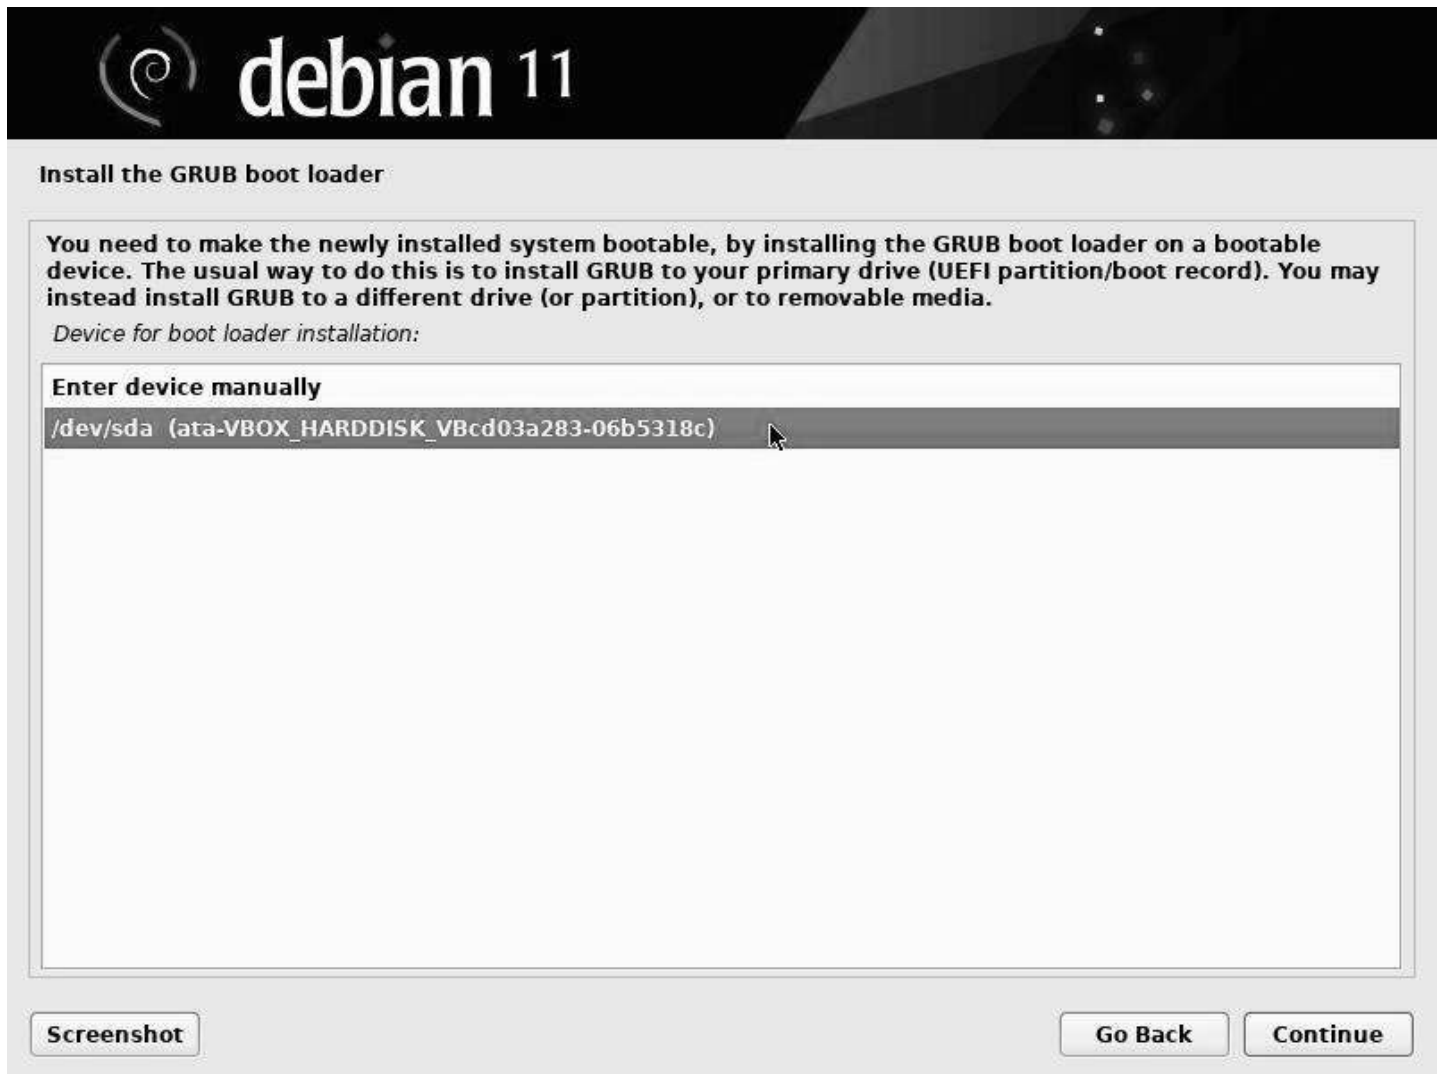 debian 11
Install the GRUB boot loader
You need to make the newly installed system bootable, by installing the GRUB boot loader on a bootable
device. The usual way to do this is to install GRUB to your primary drive (UEFI partition/boot record). You may
instead install GRUB to a different drive (or partition), or to removable media.
Device for boot loader installation:
Enter device manually
/dev/sda (ata-VBOX_HARDDISK_VBcd03a283-06b5318c)
Screenshot
Go Back
Continue